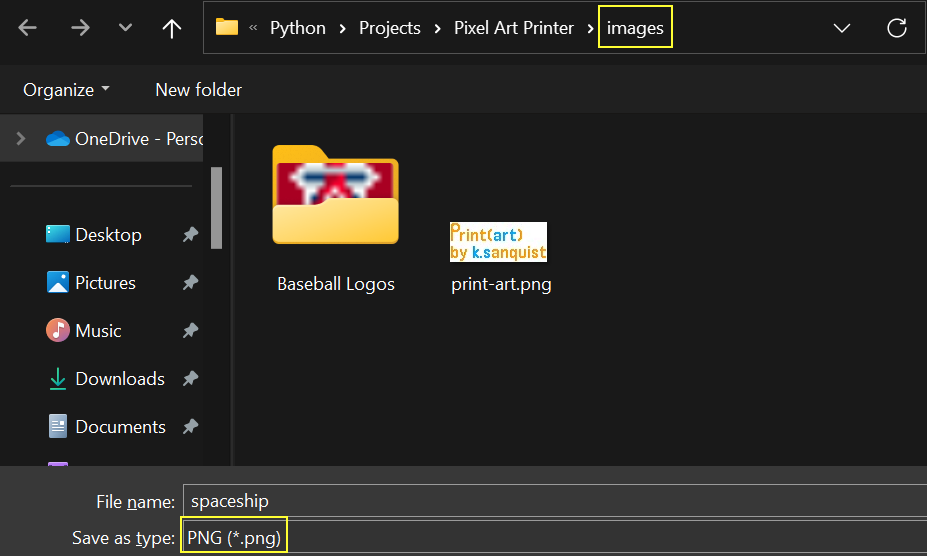 « Python > Projects > Pixel Art Printer > images
Organize New folder
OneDrive - Perso
Desktop
Pictures
Music
Downloads
Documents
Print(art)
by k.sanquist
Baseball Logos
print-art.png
File name: spaceship
Save as type: PNG (*.png)